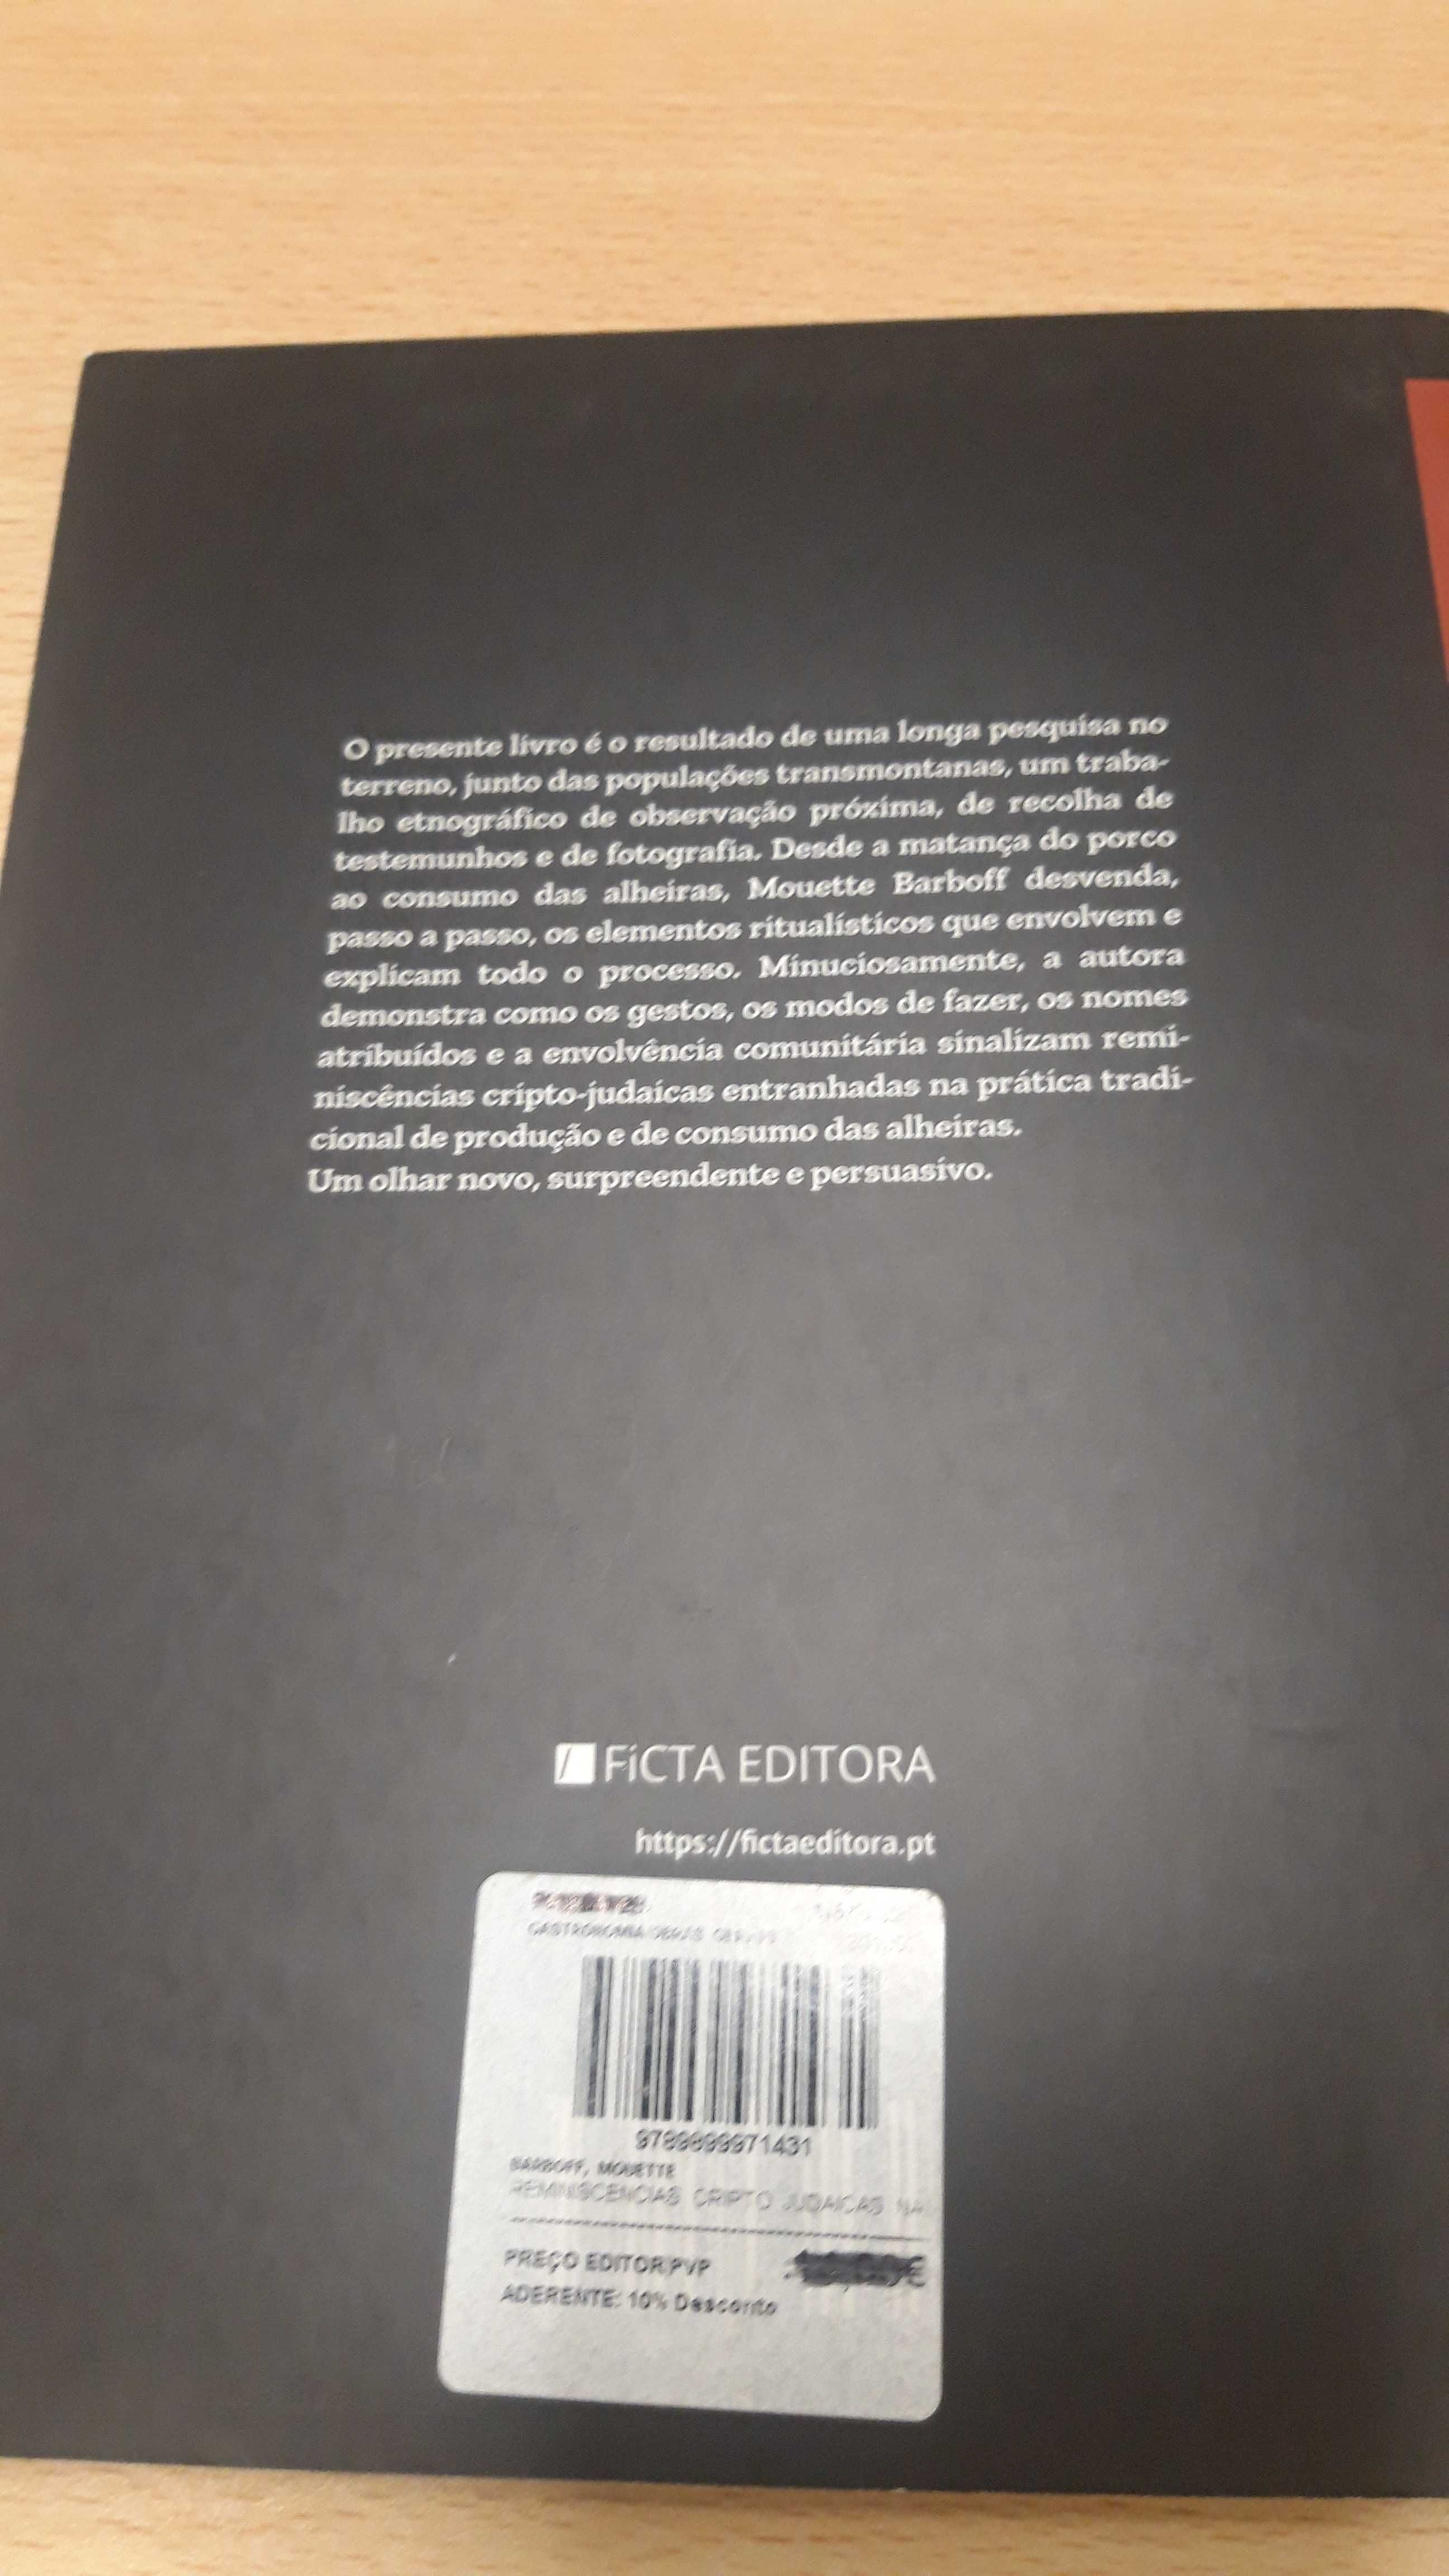 O presente livro é o resultado de uma longa pesquisa no
terreno, junto das populações transmontanas, um traba-
lho etnográfico de observação próxima, de recolha de
testemunhos e de fotografia. Desde a matança do porco
ao consumo das alheiras, Mouette Barboff desvenda,
passo a passo, os elementos ritualísticos que envolvem e
explicam todo o processo. Minuciosamente, a autora
demonstra como os gestos, os modos de fazer, os nomes
atribuídos e a envolvência comunitária sinalizam remi-
niscências cripto-judaicas entranhadas na prática tradi-
cional de produção e de consumo das alheiras.
Um olhar novo, surpreendente e persuasivo.
FiCTA EDITORA
https://fictaeditora.pt
GASTRONOMIA
9789899971431
BARBOFF, MOUETTE
REMINISCENCIAS CRIPTO JUDAICAS NA
PREÇO EDITOR/PVP
ADERENTE: 10% Desconto